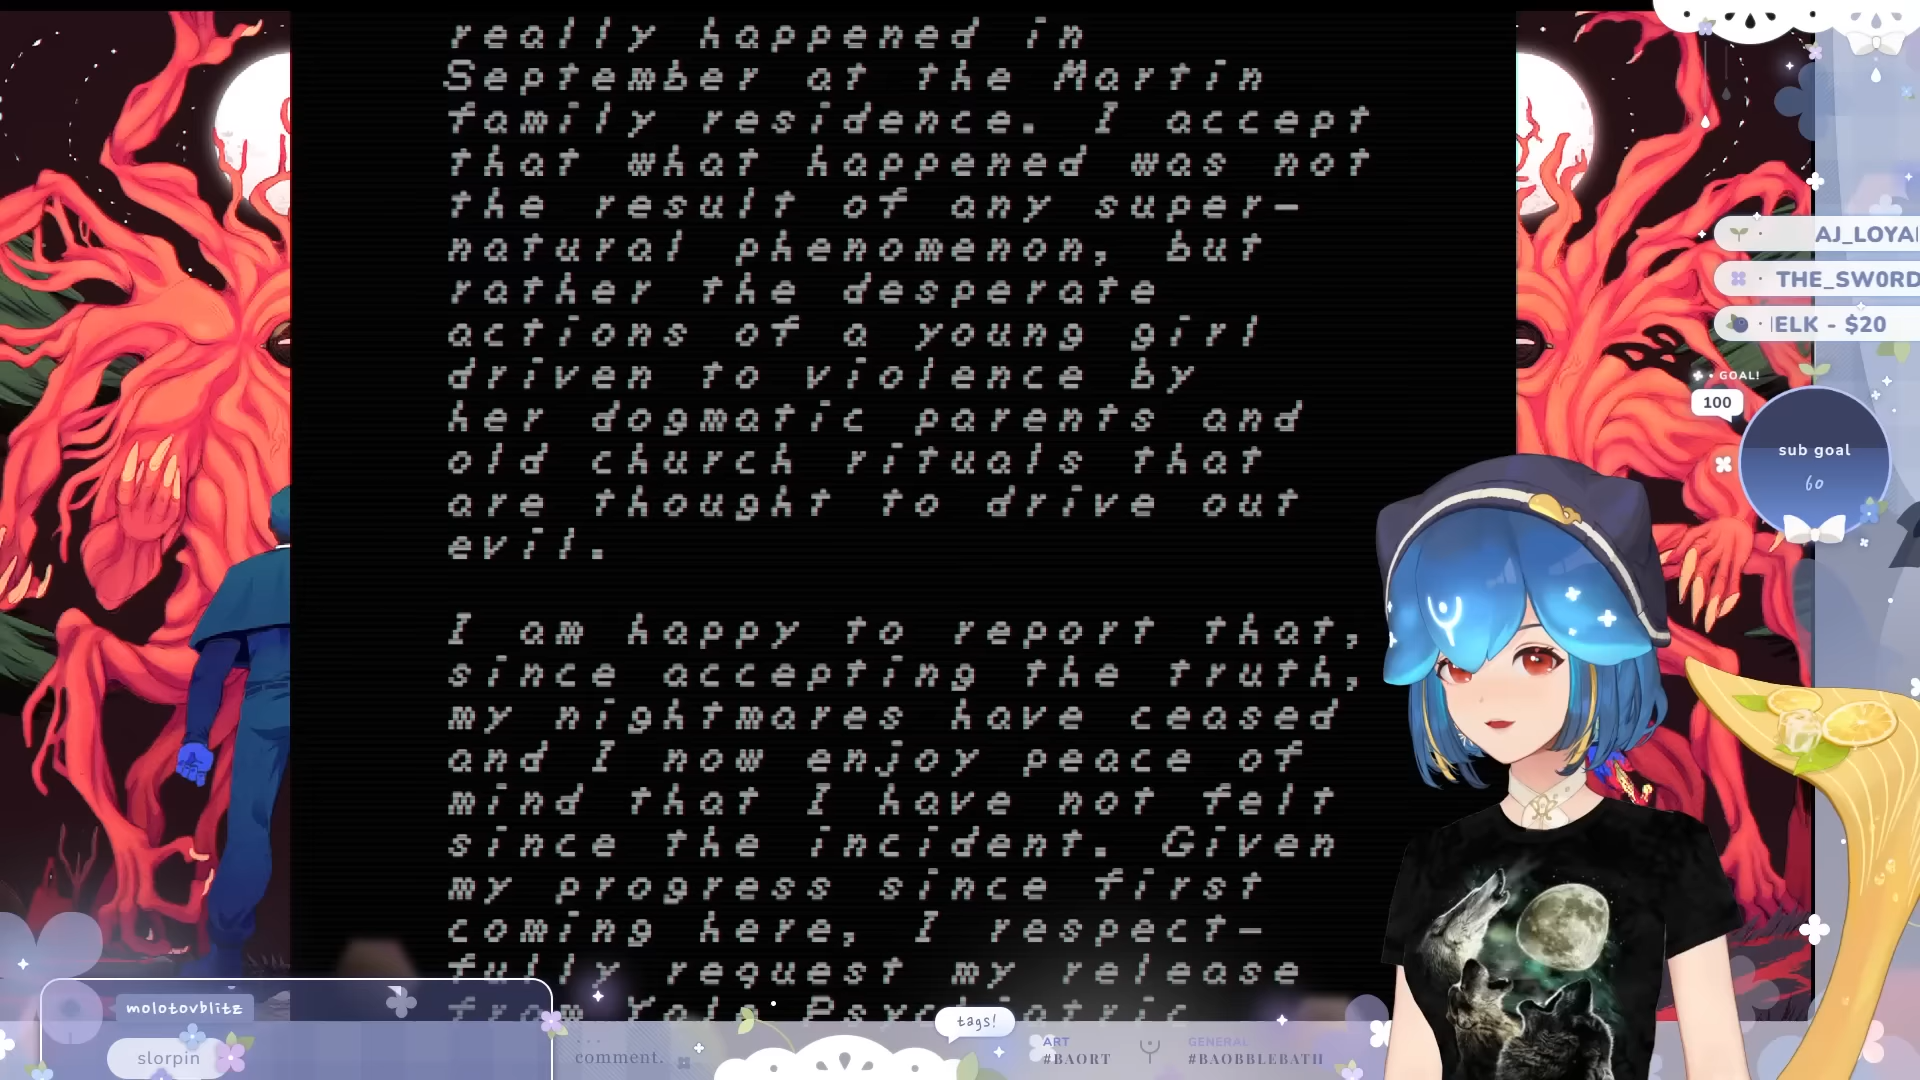 really happened in
September at the Martin
family residence. I accept
that what happened was not
the result of any super-
natural phenomenon, but
rather the desperate
actions of a young girl
driven to violence by
her dogmatic parents and
old church rituals that
are thought to drive out
evil.
I am happy to report that,
since accepting the truth,
my nightmares have ceased
and I now enjoy peace of
mind that I have not felt
since the incident. Given
my progress since first
coming here, I respect-
fully request my release
from Yale Psychiatric
AJ_LOYA
THE_SW0RD
ELK - $20
• GOAL!
100
sub goal
60
molotovblitz
slorpin
comment.
tags!
ART
#BAORT
GENERAL
#BAOBBLEBATH